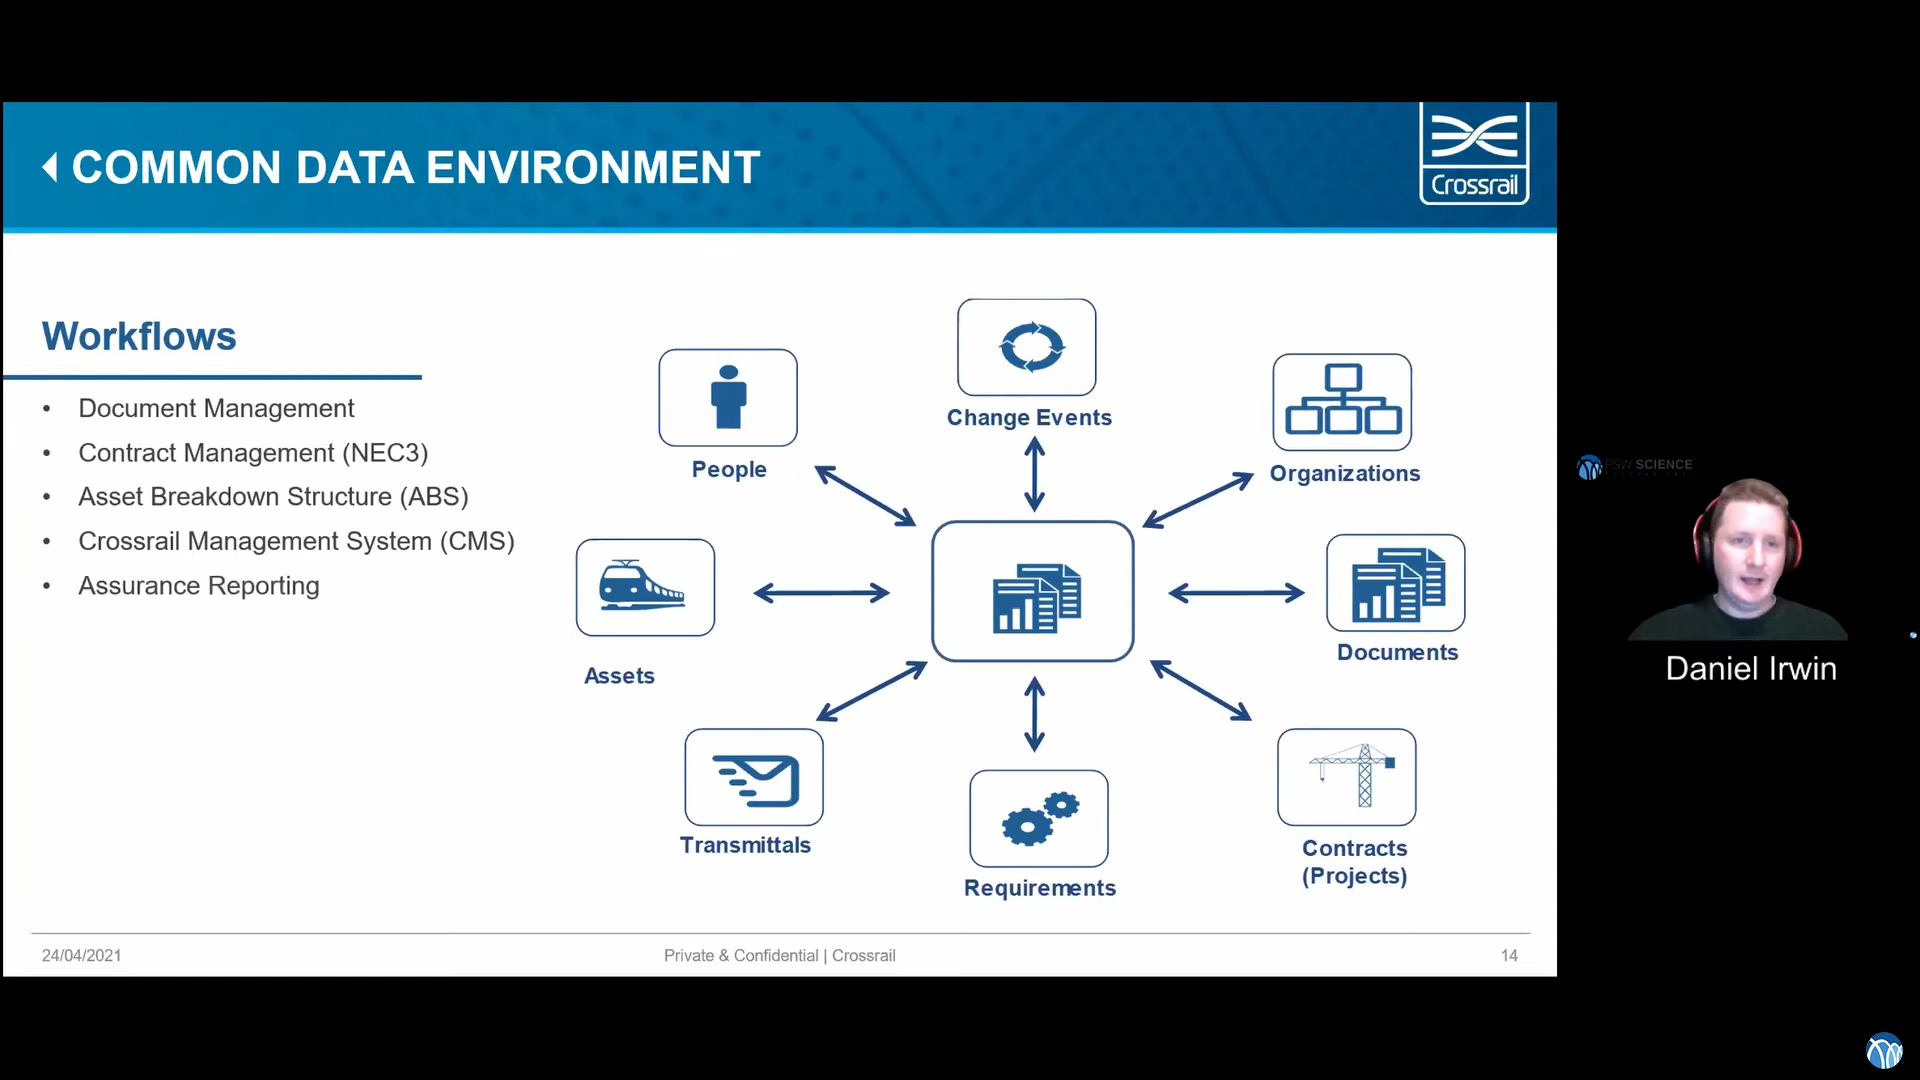 COMMON DATA ENVIRONMENT
Crossrail
Workflows
• Document Management
• Contract Management (NEC3)
• Asset Breakdown Structure (ABS)
• Crossrail Management System (CMS)
• Assurance Reporting
Change Events
People
Organizations
Documents
Assets
Transmittals
Contracts
(Projects)
Requirements
24/04/2021
Private & Confidential | Crossrail
14
PSW SCIENCE
Daniel Irwin